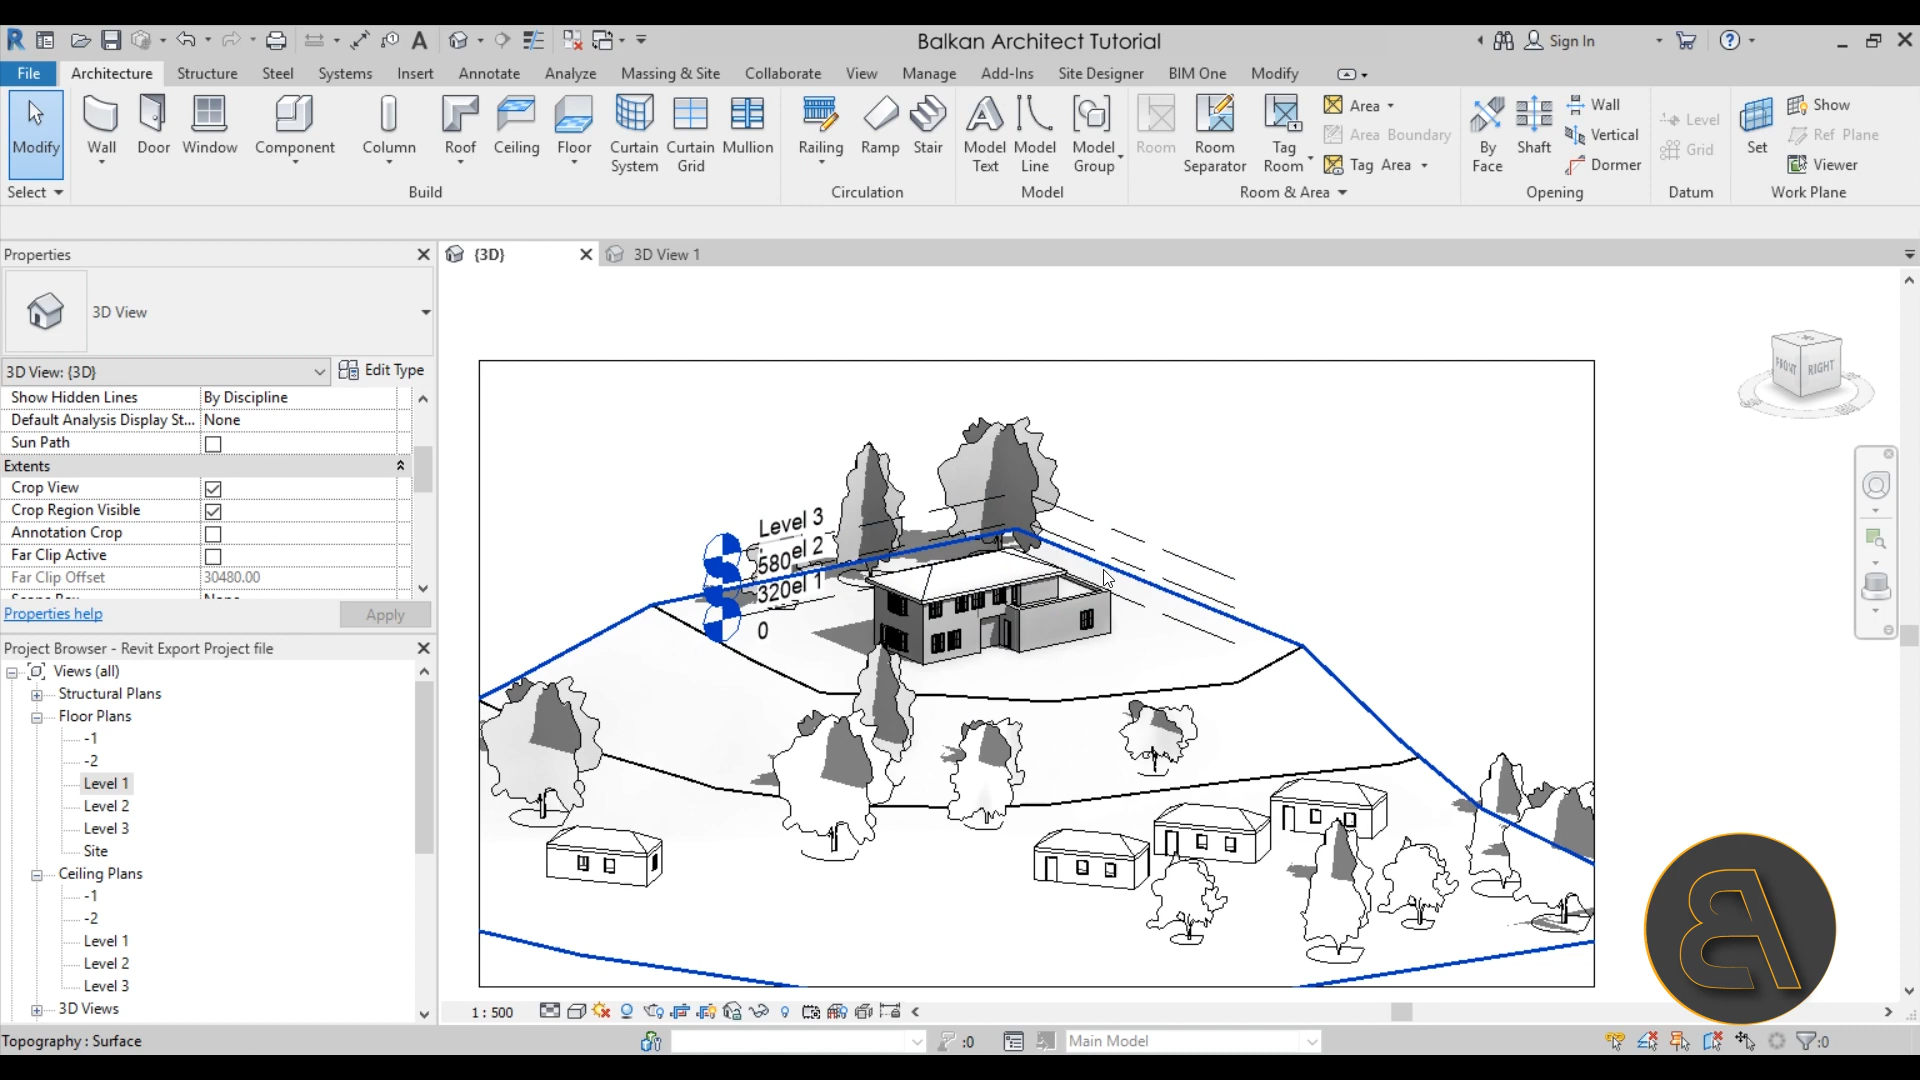 Balkan Architect Tutorial
Sign In
File Architecture Structure Steel Systems Insert Annotate Analyze Massing & Site Collaborate View Manage Add-Ins Site Designer BIM One Modify
Modify Wall Door Window Component Column Roof Ceiling Floor Curtain System Curtain Grid Mullion Railing Ramp Stair Model Text Model Line Model Group Room Room Separator Tag Room
Area
Area Boundary
Tag Area
By Face Shaft
Wall
Vertical
Dormer
Level
Grid
Set
Show
Ref Plane
Viewer
Select Build Circulation Model Room & Area Opening Datum Work Plane
Properties
{3D} 3D View 1
3D View
3D View: {3D} Edit Type
Show Hidden Lines By Discipline
Default Analysis Display St... None
Sun Path
Extents
Crop View
Crop Region Visible
Annotation Crop
Far Clip Active
Far Clip Offset 30480.00
Properties help Apply
Project Browser - Revit Export Project file
Views (all)
Structural Plans
Floor Plans
-1
-2
Level 1
Level 2
Level 3
Site
Ceiling Plans
-1
-2
Level 1
Level 2
Level 3
3D Views
Level 3
580el 2
320el 1
0
FRONT RIGHT
1 : 500
Topography : Surface
:0
Main Model
:0